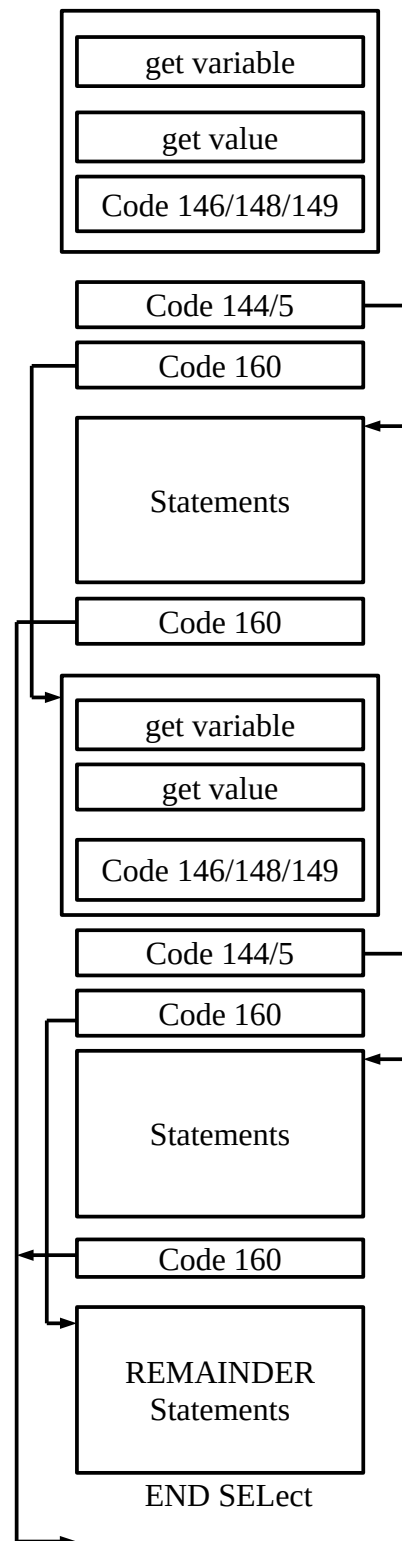 get variable
get value
Code 146/148/149
Code 144/5
Code 160
Statements
Code 160
get variable
get value
Code 146/148/149
Code 144/5
Code 160
Statements
Code 160
REMAINDER
Statements
END SELect